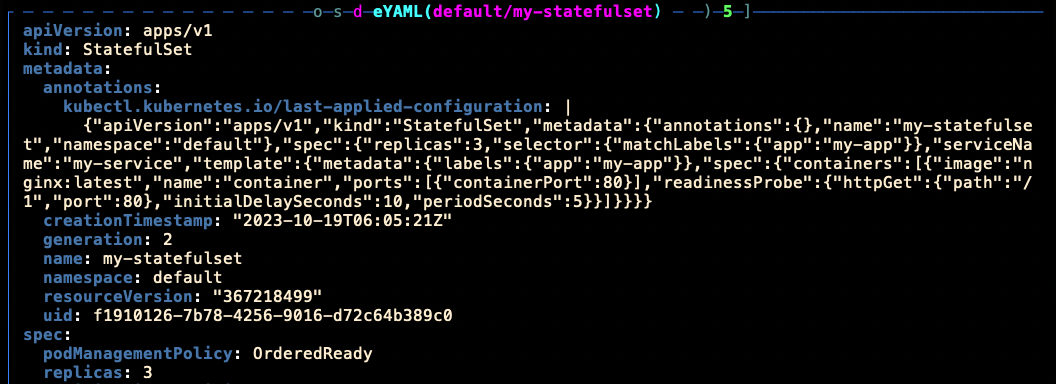 o s d eYAML(default/my-statefulset) ) 5 ]
apiVersion: apps/v1
kind: StatefulSet
metadata:
  annotations:
    kubectl.kubernetes.io/last-applied-configuration: |
      {"apiVersion":"apps/v1","kind":"StatefulSet","metadata":{"annotations":{},"name":"my-statefulse
t","namespace":"default"},"spec":{"replicas":3,"selector":{"matchLabels":{"app":"my-app"}},"serviceNa
me":"my-service","template":{"metadata":{"labels":{"app":"my-app"}},"spec":{"containers":[{"image":"n
ginx:latest","name":"container","ports":[{"containerPort":80}],"readinessProbe":{"httpGet":{"path":"/
1","port":80},"initialDelaySeconds":10,"periodSeconds":5}}]}}}}
  creationTimestamp: "2023-10-19T06:05:21Z"
  generation: 2
  name: my-statefulset
  namespace: default
  resourceVersion: "367218499"
  uid: f1910126-7b78-4256-9016-d72c64b389c0
spec:
  podManagementPolicy: OrderedReady
  replicas: 3